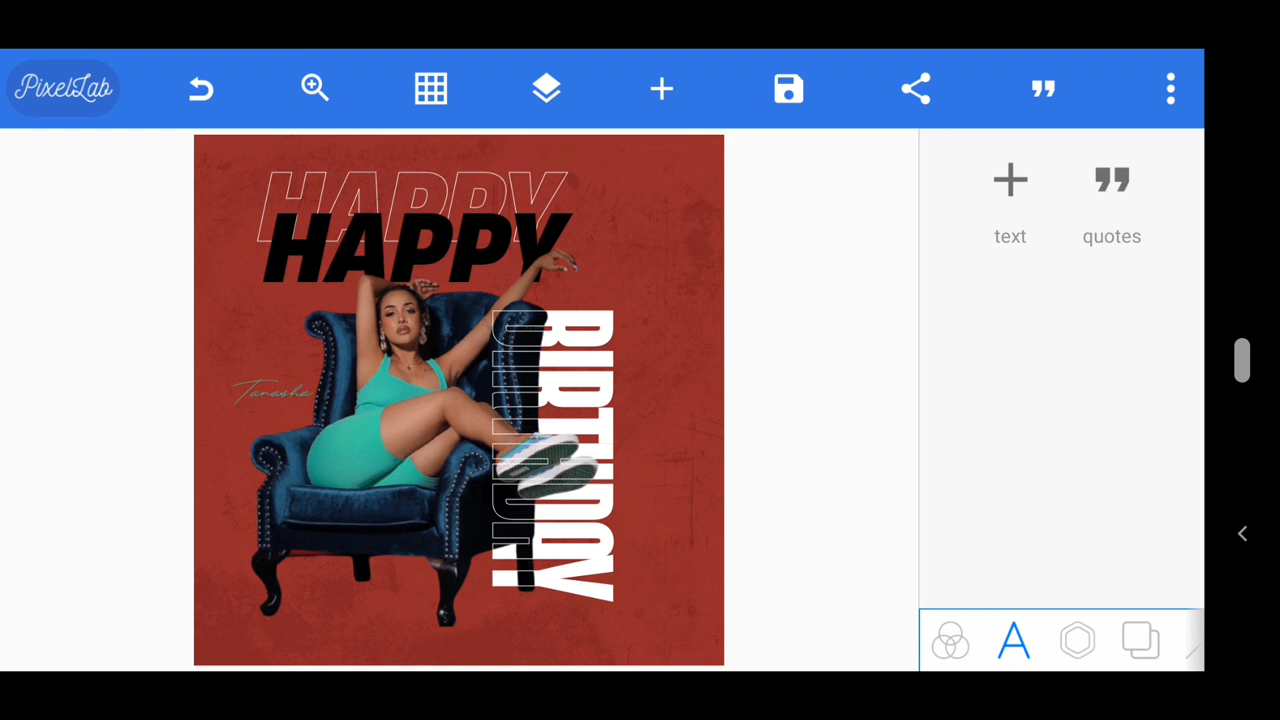 PixelLab
HAPPY
HAPPY
text
quotes
BIRTHDAY
BIRTHDAY
Tanasha